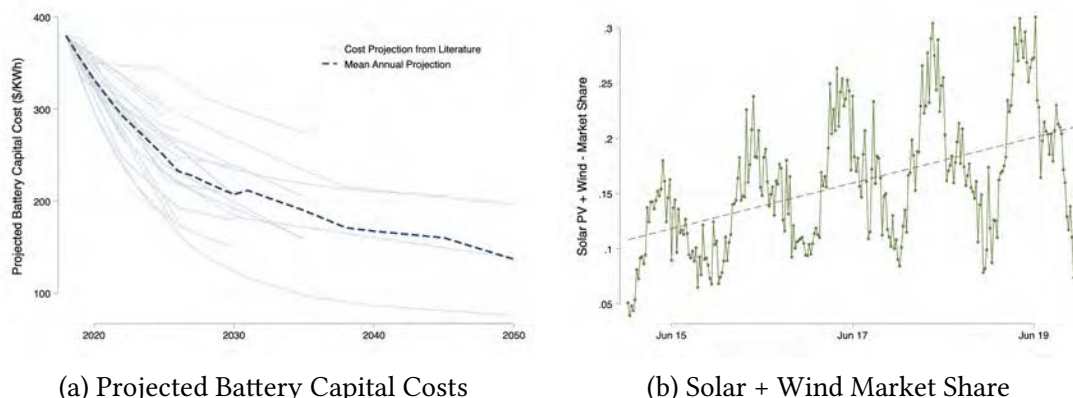 400
300
200
100
Projected Battery Capital Cost ($/KWh)
Cost Projection from Literature
Mean Annual Projection
2020
2030
2040
2050
(a) Projected Battery Capital Costs
.3
.25
.2
.15
.1
.05
Solar PV + Wind - Market Share
Jun 15
Jun 17
Jun 19
(b) Solar + Wind Market Share